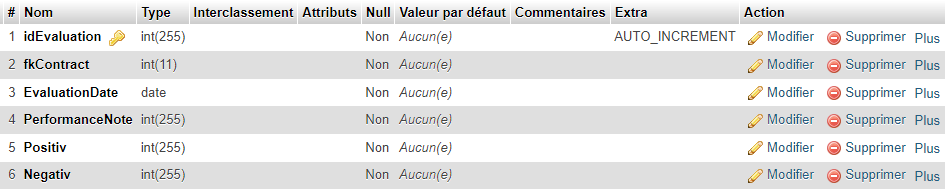 # Nom Type Interclassement Attributs Null Valeur par défaut Commentaires Extra Action
1 idEvaluation int(255) Non Aucun(e) AUTO_INCREMENT Modifier Supprimer Plus
2 fkContract int(11) Non Aucun(e) Modifier Supprimer Plus
3 EvaluationDate date Non Aucun(e) Modifier Supprimer Plus
4 PerformanceNote int(255) Non Aucun(e) Modifier Supprimer Plus
5 Positiv int(255) Non Aucun(e) Modifier Supprimer Plus
6 Negativ int(255) Non Aucun(e) Modifier Supprimer Plus